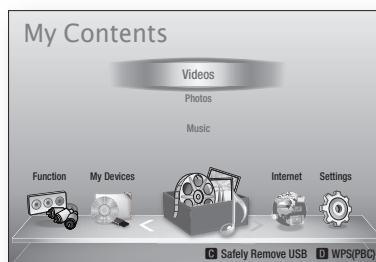 My Contents
Videos
Photos
Music
Function My Devices Internet Settings
C Safely Remove USB D WPS(PBC)